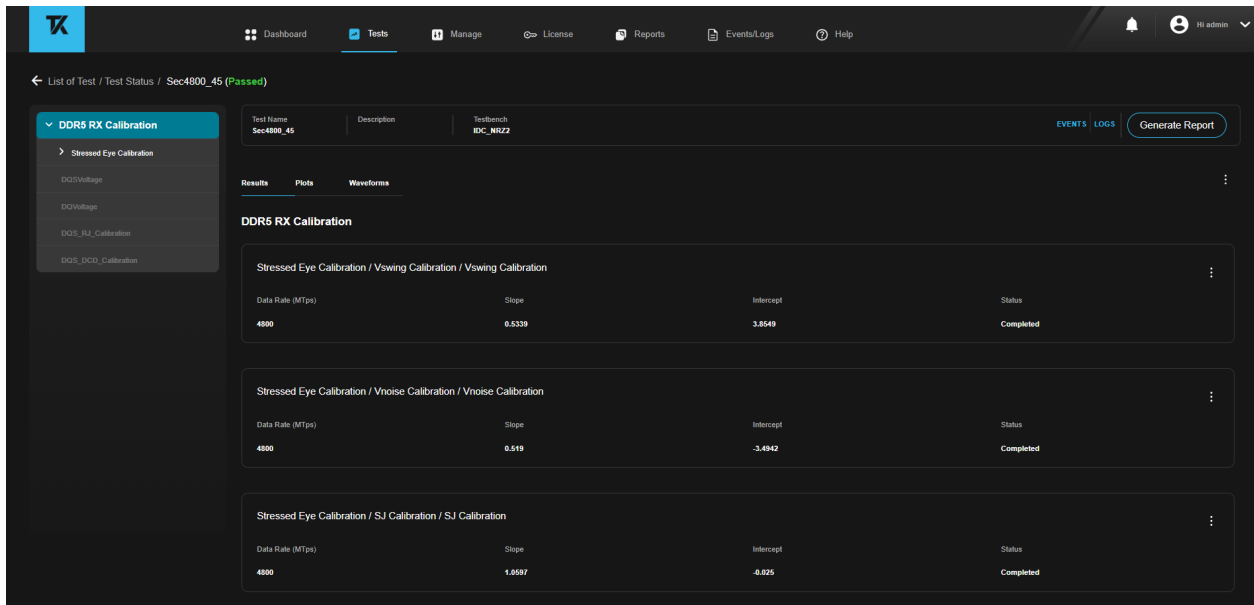 TK
Dashboard Tests Manage License Reports Events/Logs Help Hi admin
List of Test / Test Status / Sec4800_45 (Passed)
DDR5 RX Calibration
Stressed Eye Calibration
DQSVoltage
DQVoltage
DQS_RJ_Calibration
DQS_DCD_Calibration
Test Name Description Testbench
Sec4800_45 IDC_NRZ2
EVENTS LOGS Generate Report
Results Plots Waveforms
DDR5 RX Calibration
Stressed Eye Calibration / Vswing Calibration / Vswing Calibration
Data Rate (MTps) Slope Intercept Status
4800 0.5339 3.8549 Completed
Stressed Eye Calibration / Vnoise Calibration / Vnoise Calibration
Data Rate (MTps) Slope Intercept Status
4800 0.519 -3.4942 Completed
Stressed Eye Calibration / SJ Calibration / SJ Calibration
Data Rate (MTps) Slope Intercept Status
4800 1.0597 -0.025 Completed